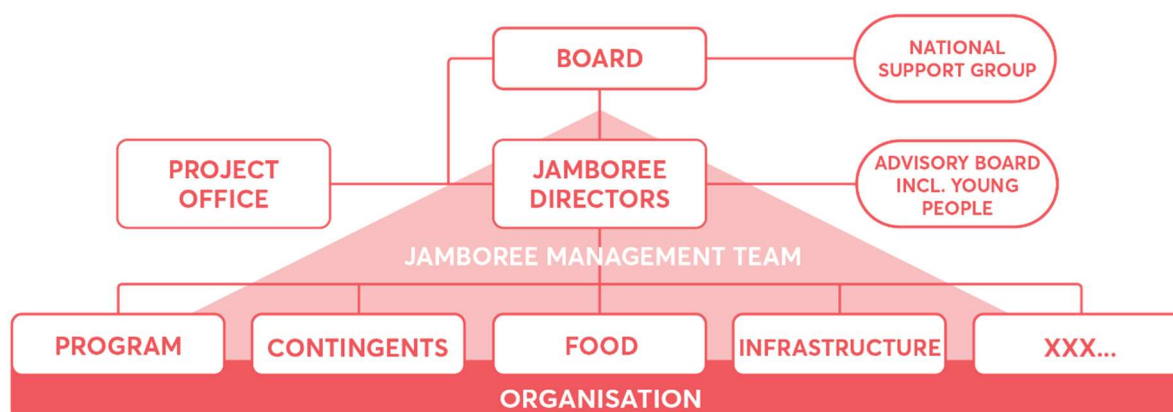 BOARD
NATIONAL
SUPPORT GROUP
PROJECT
OFFICE
JAMBOREE
DIRECTORS
ADVISORY BOARD
INCL. YOUNG
PEOPLE
JAMBOREE MANAGEMENT TEAM
PROGRAM
CONTINGENTS
FOOD
INFRASTRUCTURE
XXX...
ORGANISATION